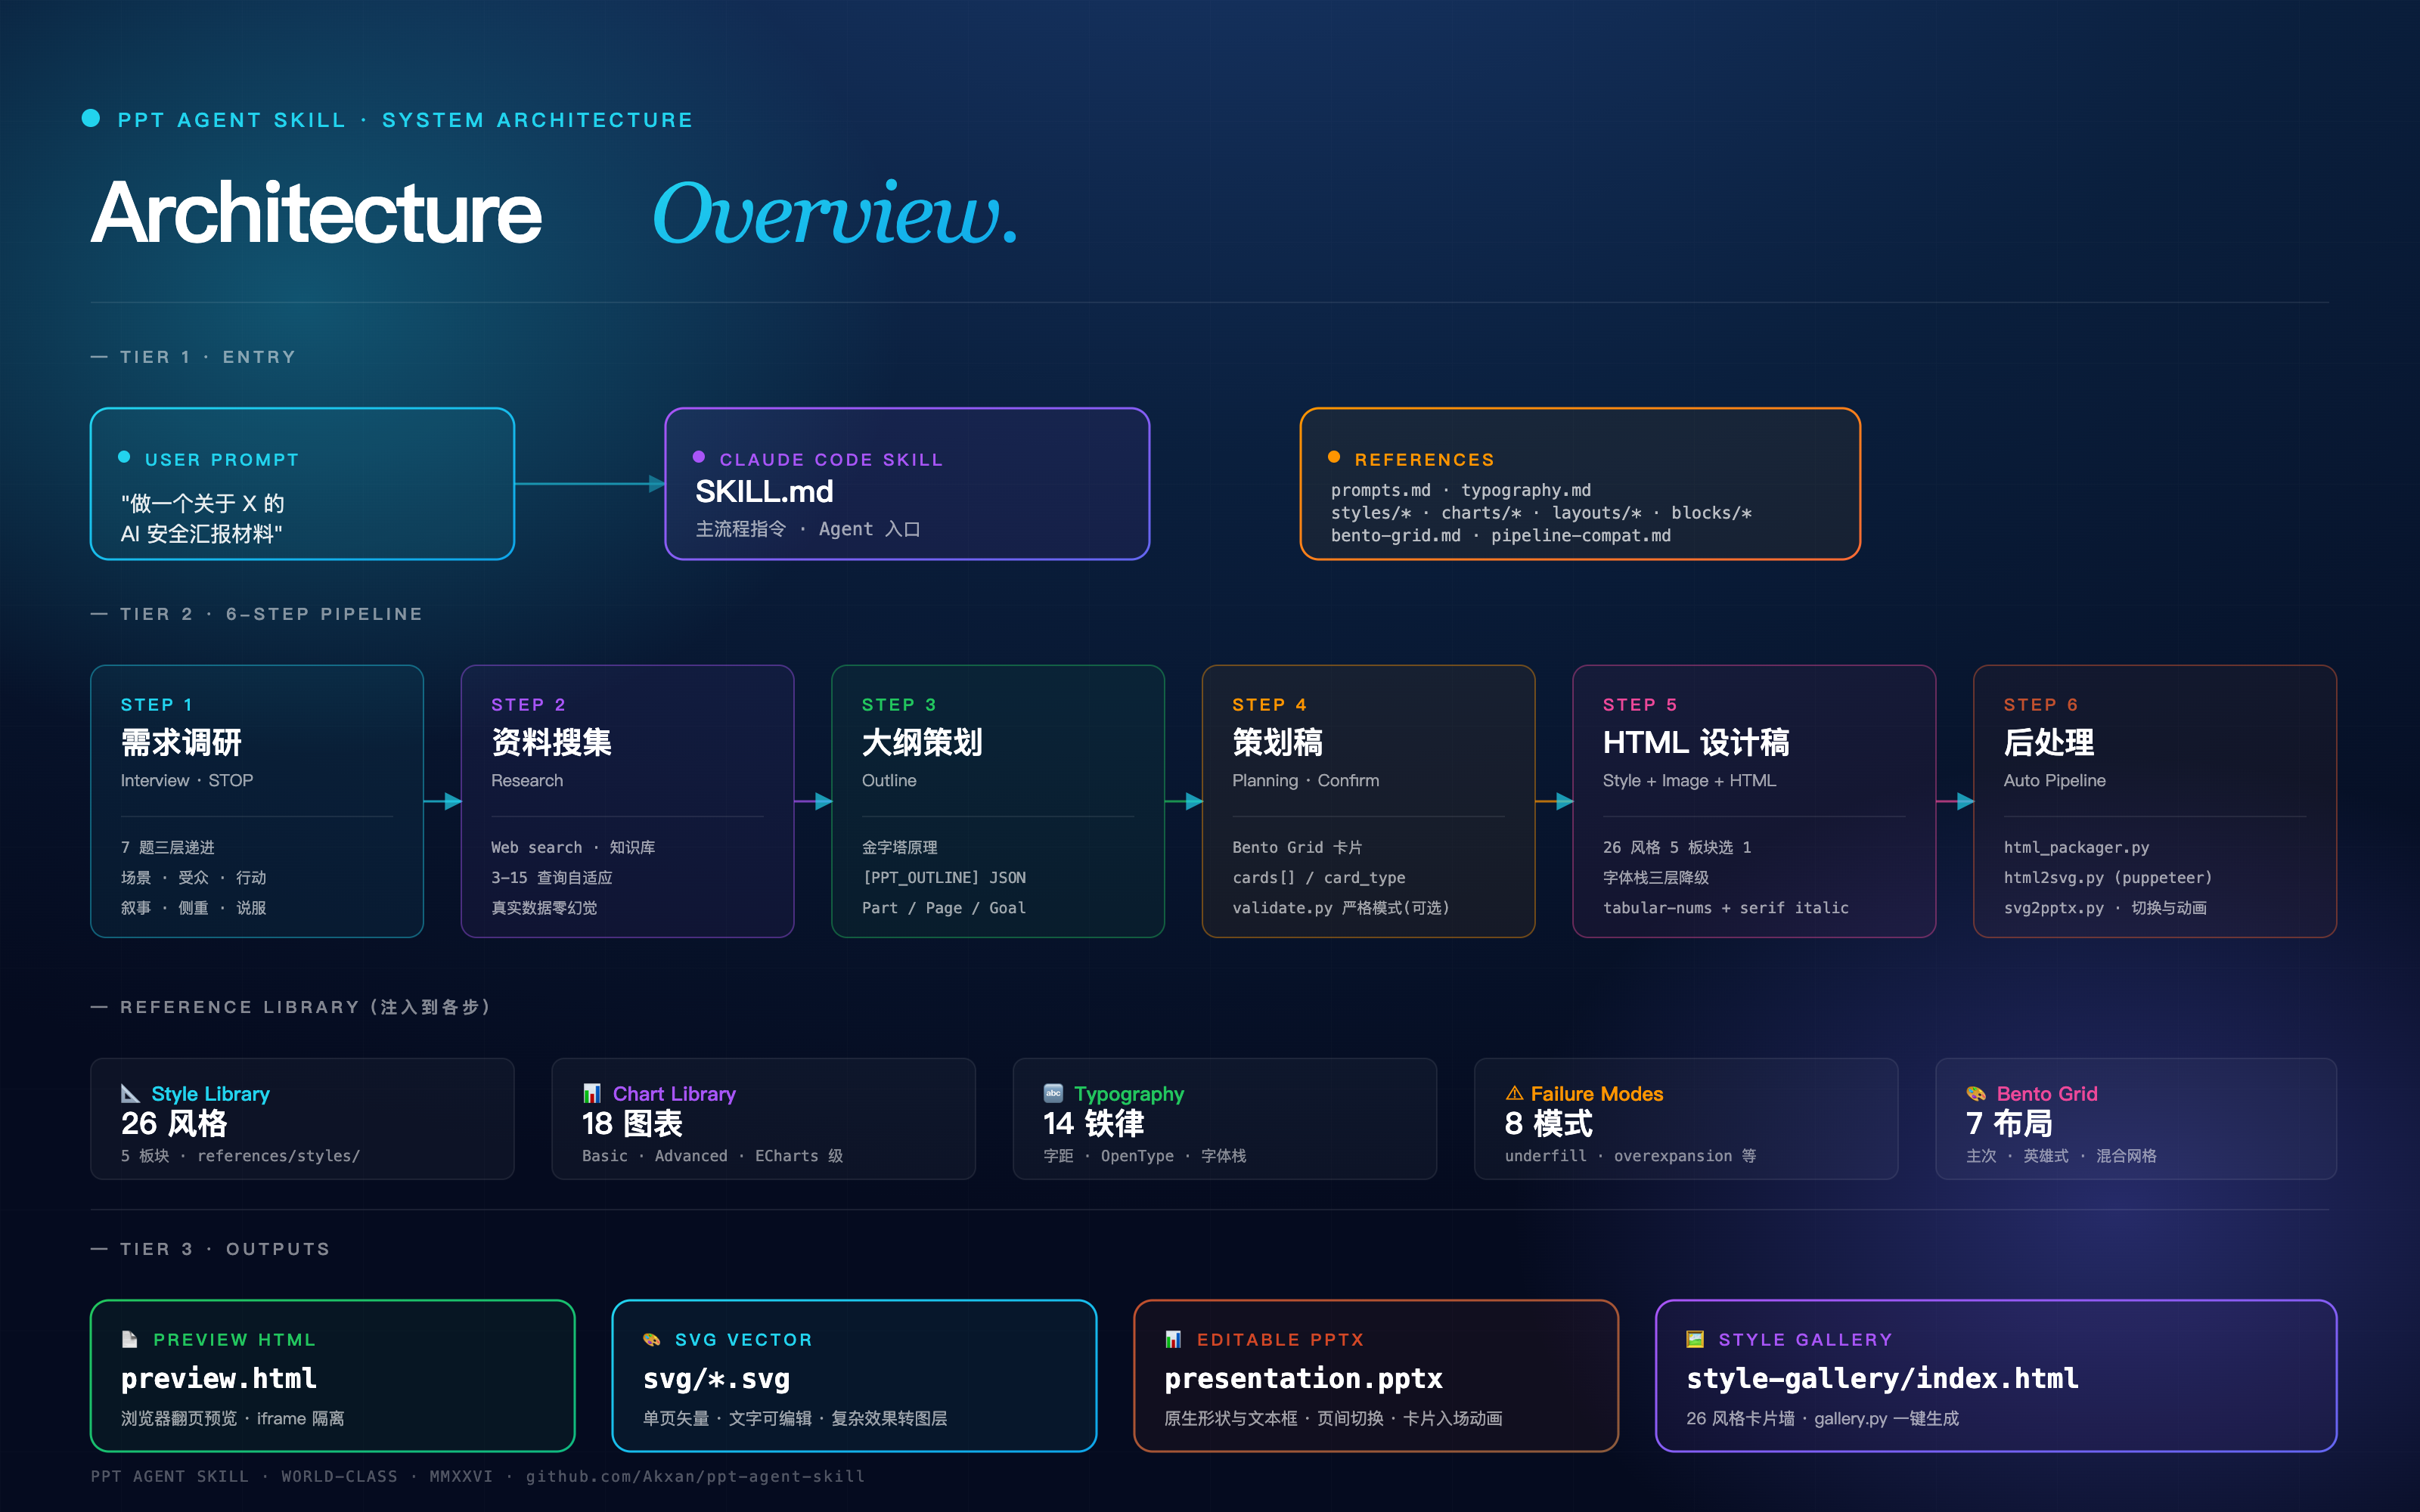 PPT AGENT SKILL · SYSTEM ARCHITECTURE
Architecture Overview.
— TIER 1 · ENTRY
USER PROMPT
"做一个关于 X 的
AI 安全汇报材料"
CLAUDE CODE SKILL
SKILL.md
主流程指令 · Agent 入口
REFERENCES
prompts.md · typography.md
styles/* · charts/* · layouts/* · blocks/*
bento-grid.md · pipeline-compat.md
— TIER 2 · 6-STEP PIPELINE
STEP 1
需求调研
Interview · STOP
7 题三层递进
场景 · 受众 · 行动
叙事 · 侧重 · 说服
STEP 2
资料搜集
Research
Web search · 知识库
3-15 查询自适应
真实数据零幻觉
STEP 3
大纲策划
Outline
金字塔原理
[PPT_OUTLINE] JSON
Part / Page / Goal
STEP 4
策划稿
Planning · Confirm
Bento Grid 卡片
cards[] / card_type
validate.py 严格模式(可选)
STEP 5
HTML 设计稿
Style + Image + HTML
26 风格 5 板块选 1
字体栈三层降级
tabular-nums + serif italic
STEP 6
后处理
Auto Pipeline
html_packager.py
html2svg.py (puppeteer)
svg2pptx.py · 切换与动画
— REFERENCE LIBRARY (注入到各步)
📐 Style Library
26 风格
5 板块 · references/styles/
📊 Chart Library
18 图表
Basic · Advanced · ECharts 级
🔤 Typography
14 铁律
字距 · OpenType · 字体栈
⚠ Failure Modes
8 模式
underfill · overexpansion 等
🎨 Bento Grid
7 布局
主次 · 英雄式 · 混合网格
— TIER 3 · OUTPUTS
📄 PREVIEW HTML
preview.html
浏览器翻页预览 · iframe 隔离
🎨 SVG VECTOR
svg/*.svg
单页矢量 · 文字可编辑 · 复杂效果转图层
📊 EDITABLE PPTX
presentation.pptx
原生形状与文本框 · 页间切换 · 卡片入场动画
🖼️ STYLE GALLERY
style-gallery/index.html
26 风格卡片墙 · gallery.py 一键生成
PPT AGENT SKILL · WORLD-CLASS · MMXXVI · github.com/Akxan/ppt-agent-skill